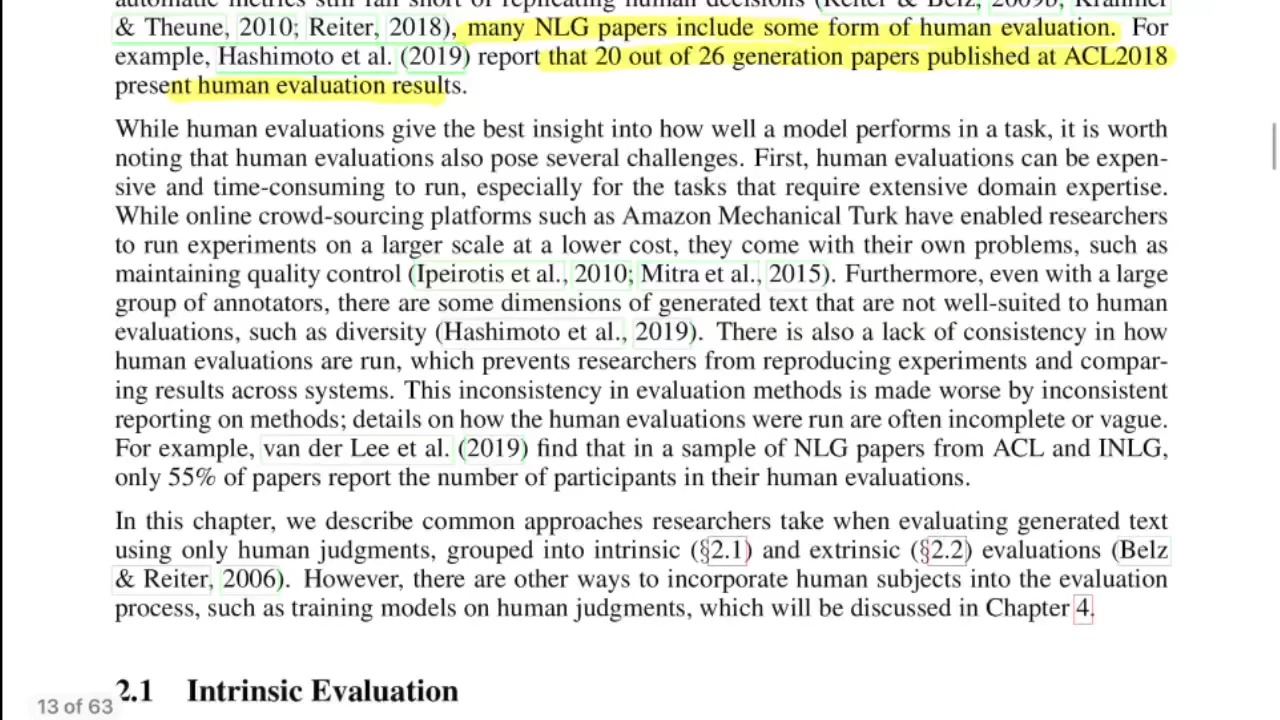 automatic metrics still fall short of replicating human decisions (Reiter & Belz, 2009b; Krahmer
& Theune, 2010; Reiter, 2018), many NLG papers include some form of human evaluation. For
example, Hashimoto et al. (2019) report that 20 out of 26 generation papers published at ACL2018
present human evaluation results.
While human evaluations give the best insight into how well a model performs in a task, it is worth
noting that human evaluations also pose several challenges. First, human evaluations can be expen-
sive and time-consuming to run, especially for the tasks that require extensive domain expertise.
While online crowd-sourcing platforms such as Amazon Mechanical Turk have enabled researchers
to run experiments on a larger scale at a lower cost, they come with their own problems, such as
maintaining quality control (Ipeirotis et al., 2010; Mitra et al., 2015). Furthermore, even with a large
group of annotators, there are some dimensions of generated text that are not well-suited to human
evaluations, such as diversity (Hashimoto et al., 2019). There is also a lack of consistency in how
human evaluations are run, which prevents researchers from reproducing experiments and compar-
ing results across systems. This inconsistency in evaluation methods is made worse by inconsistent
reporting on methods; details on how the human evaluations were run are often incomplete or vague.
For example, van der Lee et al. (2019) find that in a sample of NLG papers from ACL and INLG,
only 55% of papers report the number of participants in their human evaluations.
In this chapter, we describe common approaches researchers take when evaluating generated text
using only human judgments, grouped into intrinsic (§2.1) and extrinsic (§2.2) evaluations (Belz
& Reiter, 2006). However, there are other ways to incorporate human subjects into the evaluation
process, such as training models on human judgments, which will be discussed in Chapter 4.
2.1 Intrinsic Evaluation
13 of 63